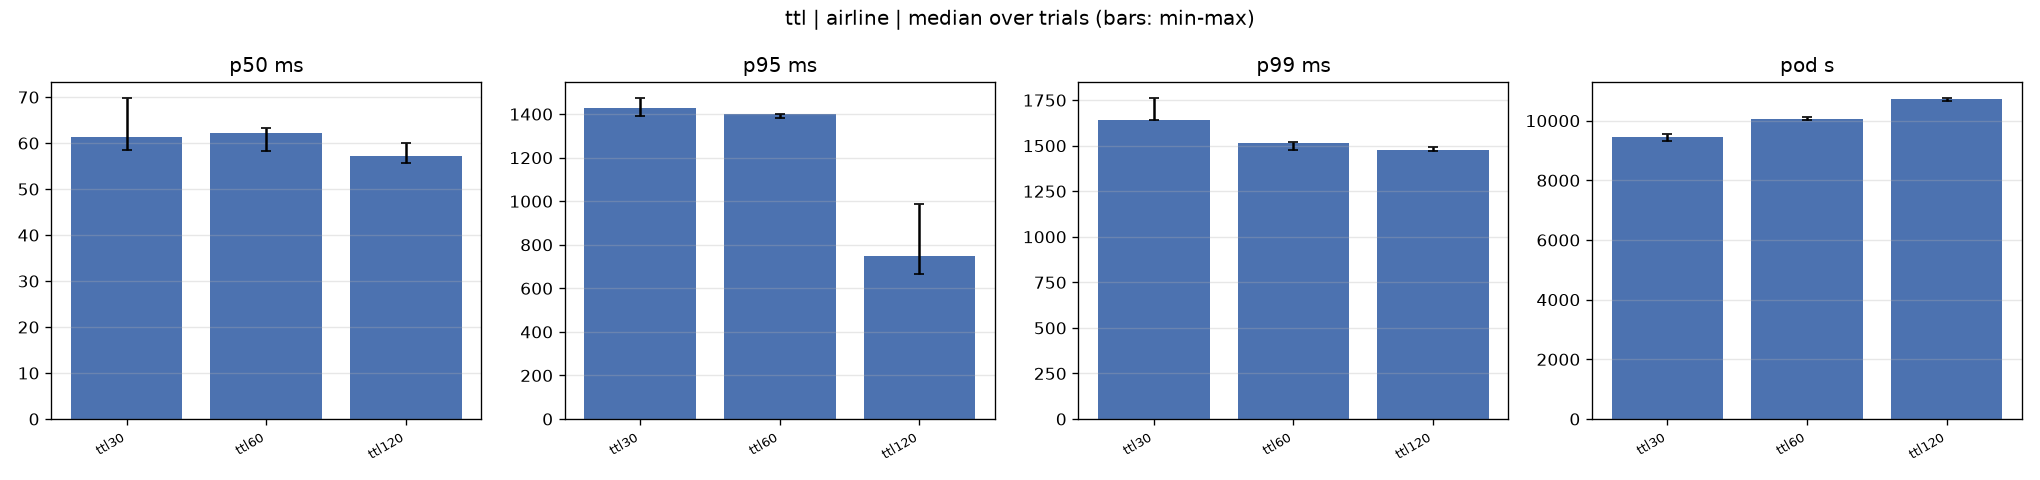 ttl | airline | median over trials (bars: min-max)
p50 ms
70
60
50
40
30
20
10
0
ttl30
ttl60
ttl120
p95 ms
1400
1200
1000
800
600
400
200
0
ttl30
ttl60
ttl120
p99 ms
1750
1500
1250
1000
750
500
250
0
ttl30
ttl60
ttl120
pod s
10000
8000
6000
4000
2000
0
ttl30
ttl60
ttl120